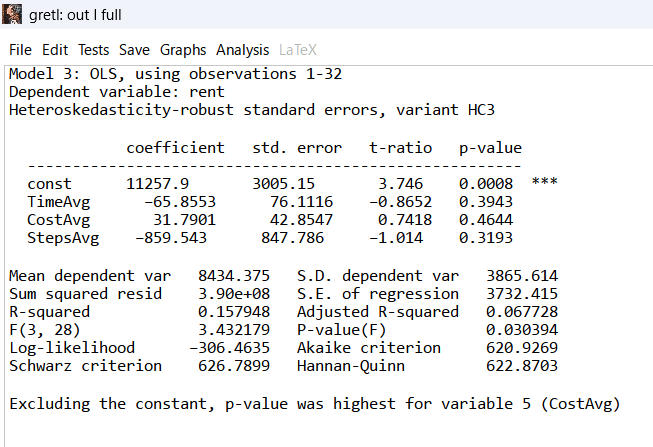 gretl: out l full
File Edit Tests Save Graphs Analysis LaTeX
Model 3: OLS, using observations 1-32
Dependent variable: rent
Heteroskedasticity-robust standard errors, variant HC3
coefficient std. error t-ratio p-value
-------------------------------------------------------
const 11257.9 3005.15 3.746 0.0008 ***
TimeAvg −65.8553 76.1116 −0.8652 0.3943
CostAvg 31.7901 42.8547 0.7418 0.4644
StepsAvg −859.543 847.786 −1.014 0.3193
Mean dependent var 8434.375 S.D. dependent var 3865.614
Sum squared resid 3.90e+08 S.E. of regression 3732.415
R-squared 0.157948 Adjusted R-squared 0.067728
F(3, 28) 3.432179 P-value(F) 0.030394
Log-likelihood −306.4635 Akaike criterion 620.9269
Schwarz criterion 626.7899 Hannan-Quinn 622.8703
Excluding the constant, p-value was highest for variable 5 (CostAvg)